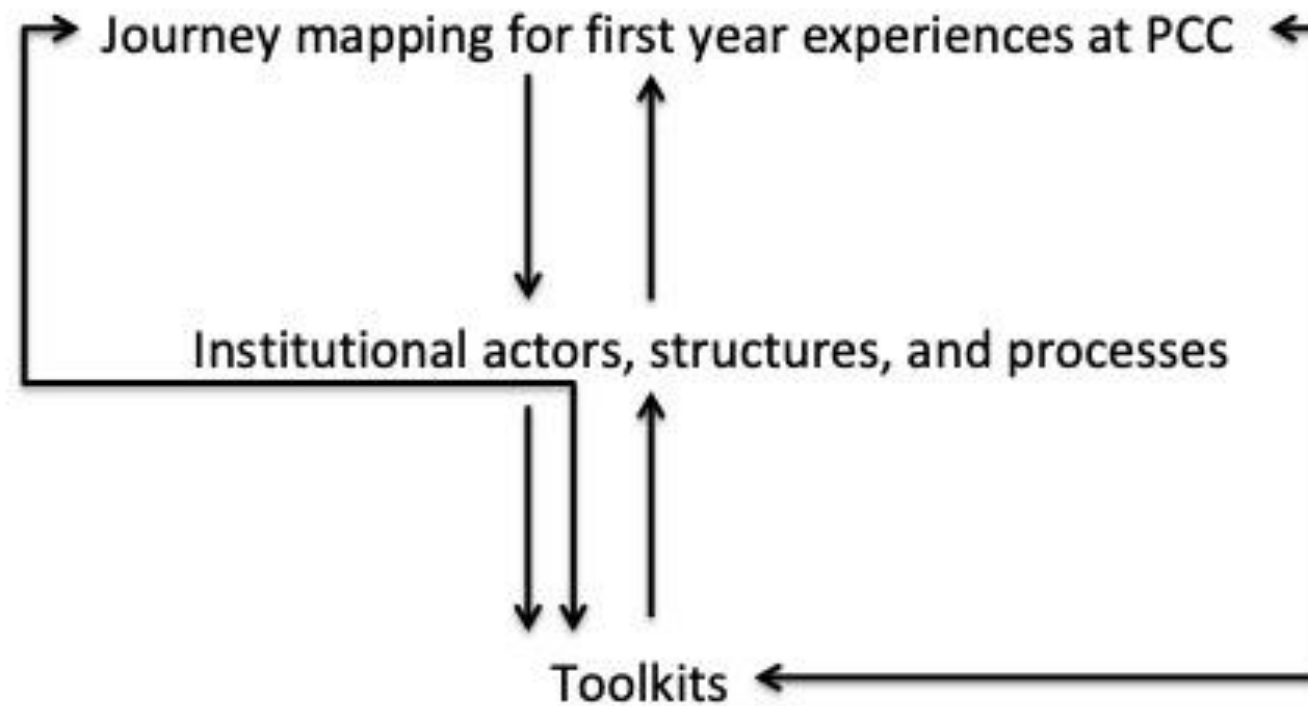 Journey mapping for first year experiences at PCC
Institutional actors, structures, and processes
Toolkits